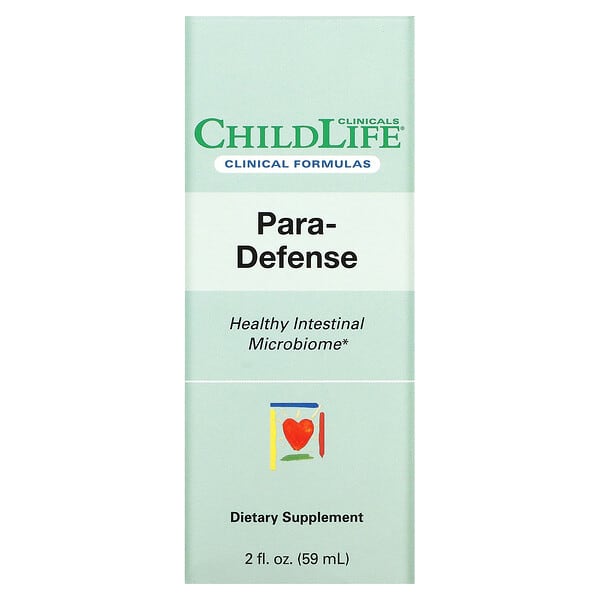 CLINICALS
CHILDLIFE®
CLINICAL FORMULAS
Para-
Defense
Healthy Intestinal
Microbiome*
Dietary Supplement
2 fl. oz. (59 mL)